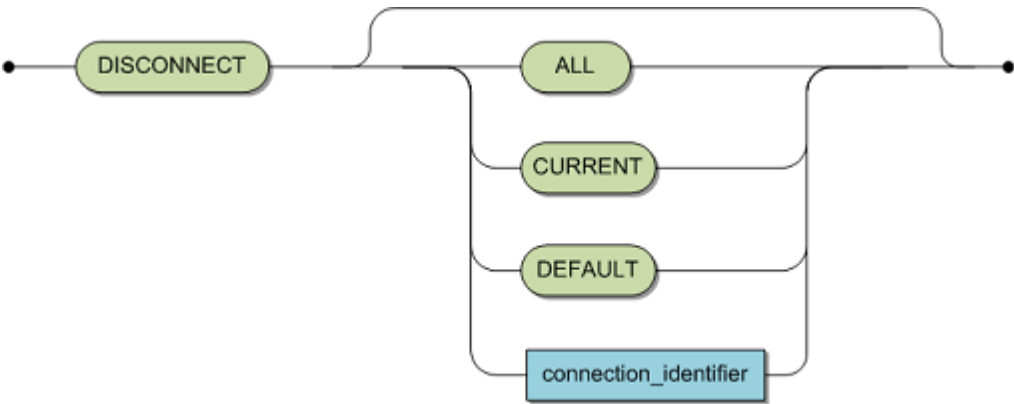 DISCONNECT
ALL
CURRENT
DEFAULT
connection_identifier